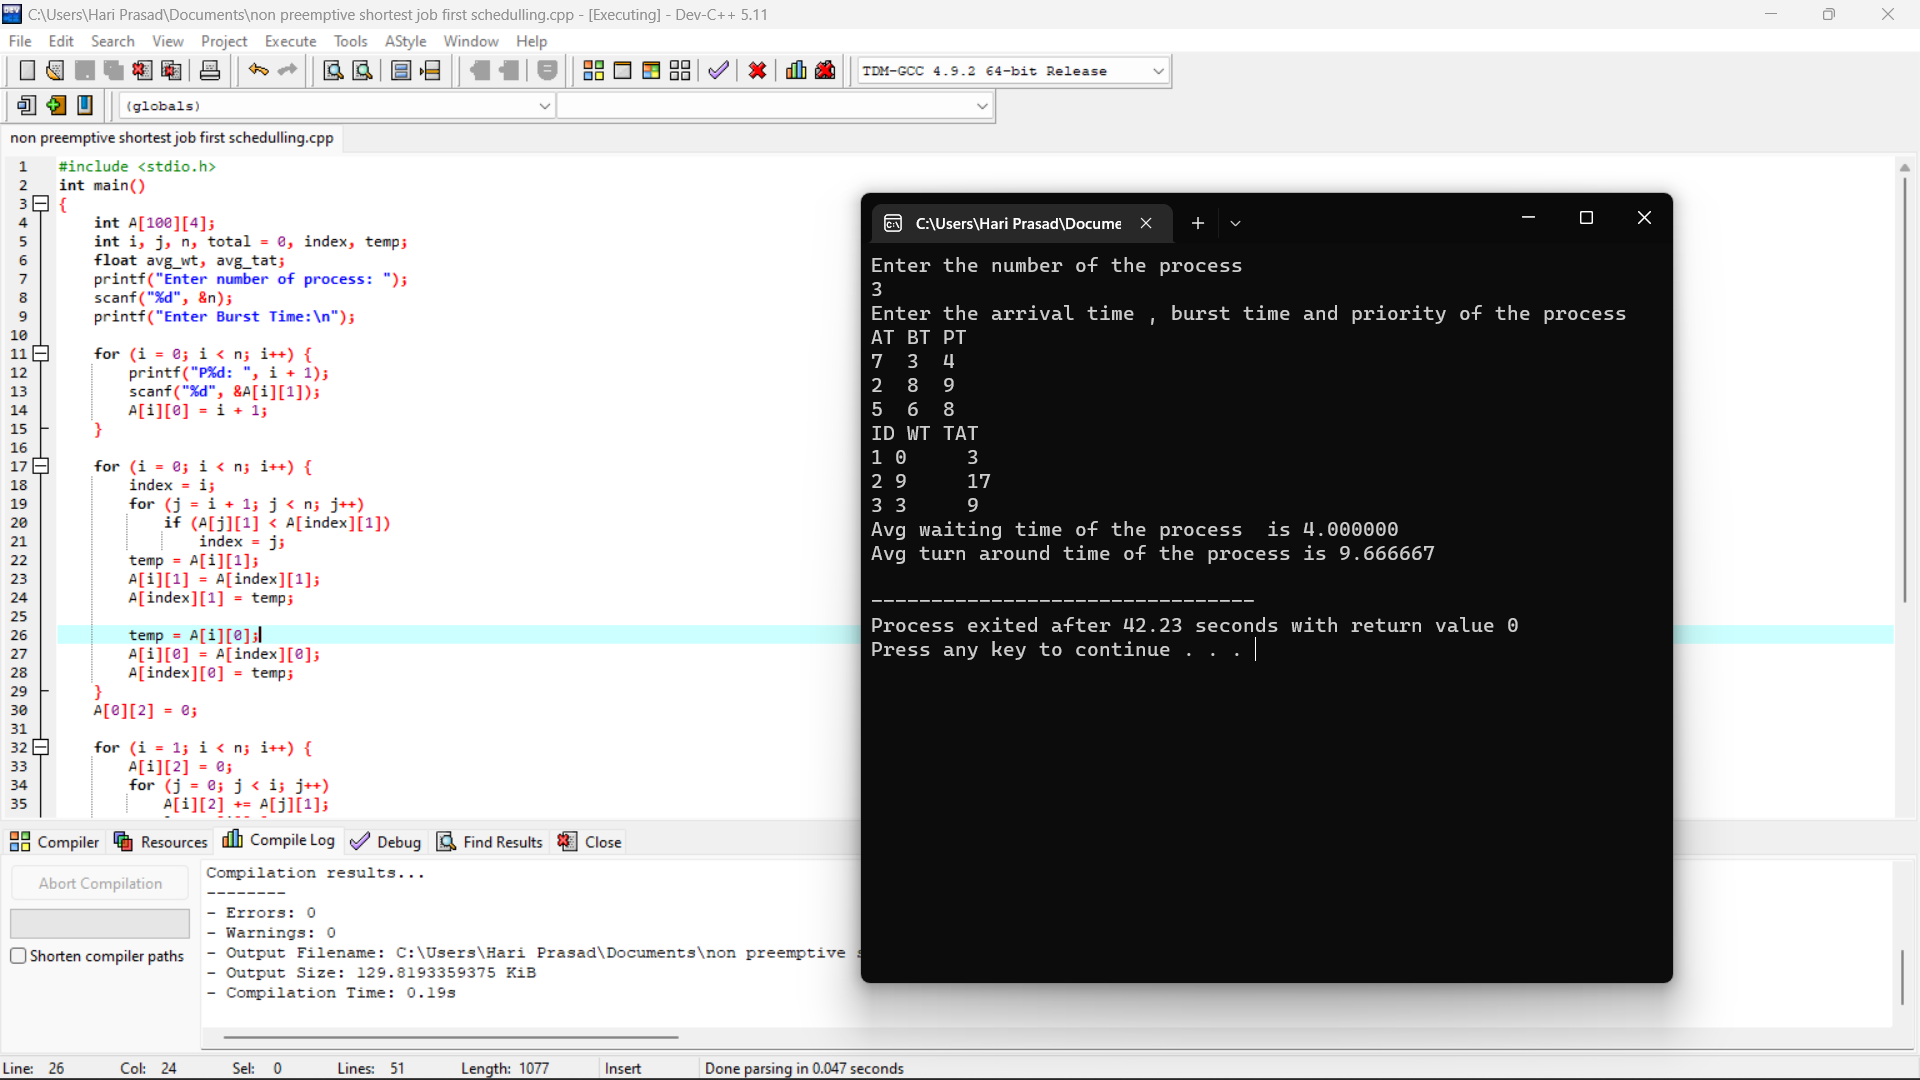 C:\Users\Hari Prasad\Documents\non preemptive shortest job first schedulling.cpp - [Executing] - Dev-C++ 5.11
File Edit Search View Project Execute Tools AStyle Window Help
TDM-GCC 4.9.2 64-bit Release
(globals)
non preemptive shortest job first schedulling.cpp
1 #include <stdio.h>
2 int main()
3 {
4 int A[100][4];
5 int i, j, n, total = 0, index, temp;
6 float avg_wt, avg_tat;
7 printf("Enter number of process: ");
8 scanf("%d", &n);
9 printf("Enter Burst Time:\n");
10
11 for (i = 0; i < n; i++) {
12 printf("P%d: ", i + 1);
13 scanf("%d", &A[i][1]);
14 A[i][0] = i + 1;
15 }
16
17 for (i = 0; i < n; i++) {
18 index = i;
19 for (j = i + 1; j < n; j++)
20 if (A[j][1] < A[index][1])
21 index = j;
22 temp = A[i][1];
23 A[i][1] = A[index][1];
24 A[index][1] = temp;
25
26 temp = A[i][0];
27 A[i][0] = A[index][0];
28 A[index][0] = temp;
29 }
30 A[0][2] = 0;
31
32 for (i = 1; i < n; i++) {
33 A[i][2] = 0;
34 for (j = 0; j < i; j++)
35 A[i][2] += A[j][1];
C:\Users\Hari Prasad\Docume
Enter the number of the process
3
Enter the arrival time , burst time and priority of the process
AT BT PT
7 3 4
2 8 9
5 6 8
ID WT TAT
1 0 3
2 9 17
3 3 9
Avg waiting time of the process  is 4.000000
Avg turn around time of the process is 9.666667
--------------------------------
Process exited after 42.23 seconds with return value 0
Press any key to continue . . .
Compiler Resources Compile Log Debug Find Results Close
Abort Compilation
Shorten compiler paths
Compilation results...
--------
- Errors: 0
- Warnings: 0
- Output Filename: C:\Users\Hari Prasad\Documents\non preemptive
- Output Size: 129.8193359375 KiB
- Compilation Time: 0.19s
Line: 26 Col: 24 Sel: 0 Lines: 51 Length: 1077 Insert Done parsing in 0.047 seconds